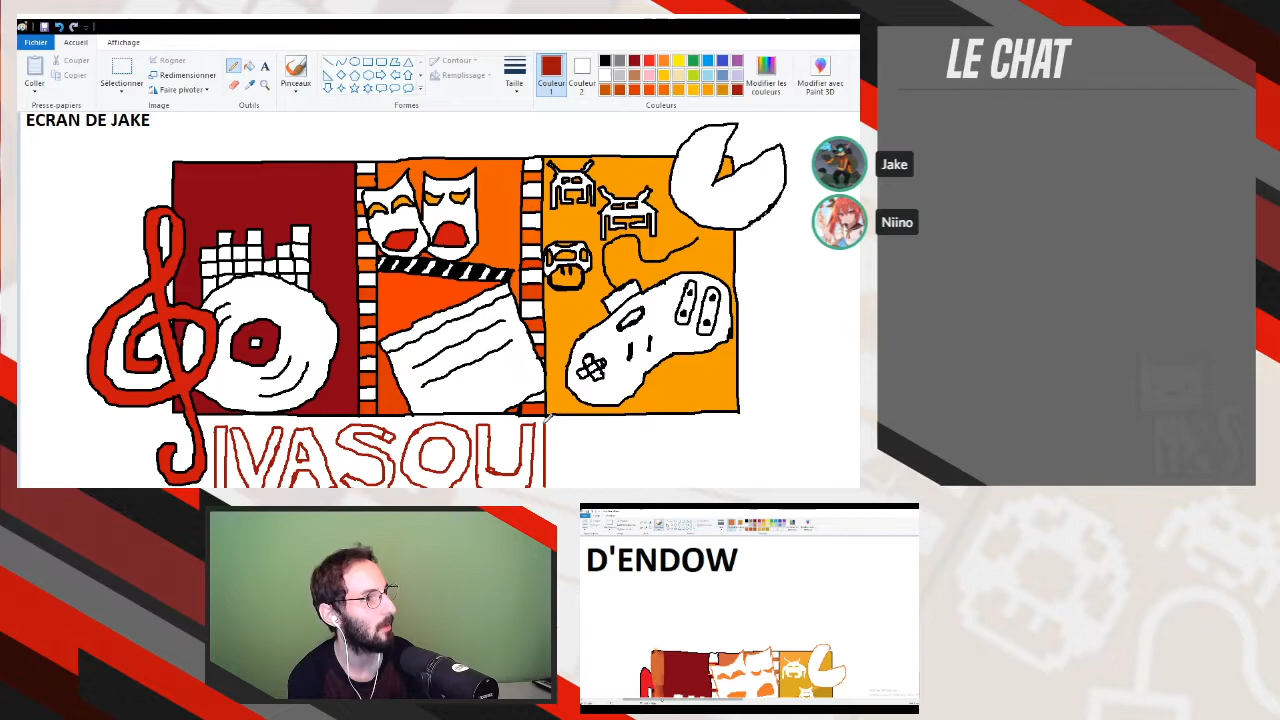 Fichier Accueil Affichage
Coller
Couper
Copier
Presse-papiers
Sélectionner
Rogner
Redimensionner
Faire pivoter
Image
A
Outils
Pinceaux
Contour
Remplissage
Formes
Taille
Couleur 1
Couleur 2
Modifier les couleurs
Couleurs
Modifier avec Paint 3D
ECRAN DE JAKE
IVASOU
LE CHAT
Jake
Niino
D'ENDOW